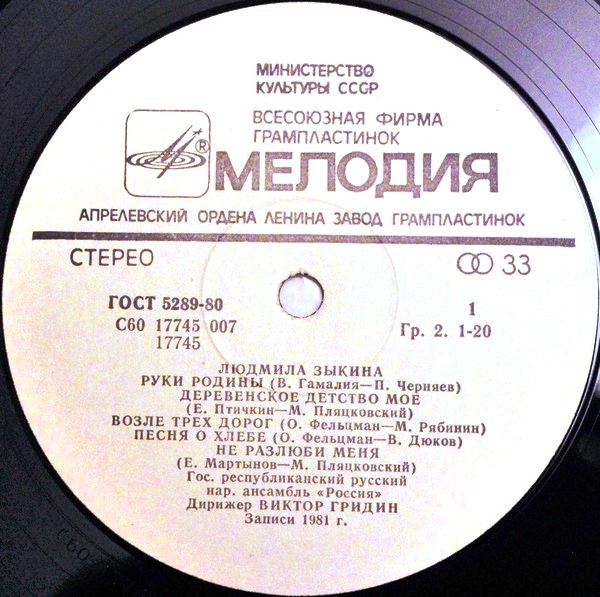 МИНИСТЕРСТВО
КУЛЬТУРЫ СССР
ВСЕСОЮЗНАЯ ФИРМА
ГРАМПЛАСТИНОК
® МЕЛОДИЯ
АПРЕЛЕВСКИЙ ОРДЕНА ЛЕНИНА ЗАВОД ГРАМПЛАСТИНОК
СТЕРЕО
33
ГОСТ 5289-80
С60 17745 007
17745
1
Гр. 2. 1-20
ЛЮДМИЛА ЗЫКИНА
РУКИ РОДИНЫ (В. Гамалия—П. Черняев)
ДЕРЕВЕНСКОЕ ДЕТСТВО МОЕ
(Е. Птичкин—М. Пляцковский)
ВОЗЛЕ ТРЕХ ДОРОГ (О. Фельцман—М. Рябинин)
ПЕСНЯ О ХЛЕБЕ (О. Фельцман—В. Дюков)
НЕ РАЗЛЮБИ МЕНЯ
(Е. Мартынов—М. Пляцковский)
Гос. республиканский русский
нар. ансамбль «Россия»
Дирижер ВИКТОР ГРИДИН
Записи 1981 г.